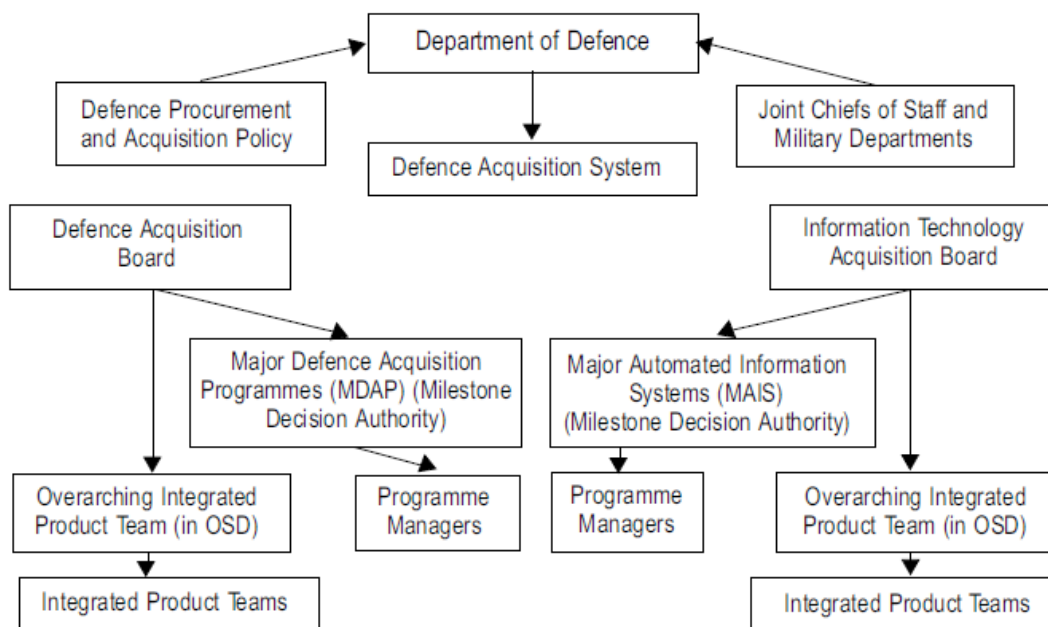 Department of Defence
Defence Procurement
and Acquisition Policy
Joint Chiefs of Staff and
Military Departments
Defence Acquisition System
Defence Acquisition
Board
Information Technology
Acquisition Board
Major Defence Acquisition
Programmes (MDAP) (Milestone
Decision Authority)
Major Automated Information
Systems (MAIS)
(Milestone Decision Authority)
Overarching Integrated
Product Team (in OSD)
Programme
Managers
Programme
Managers
Overarching Integrated
Product Team (in OSD)
Integrated Product Teams
Integrated Product Teams